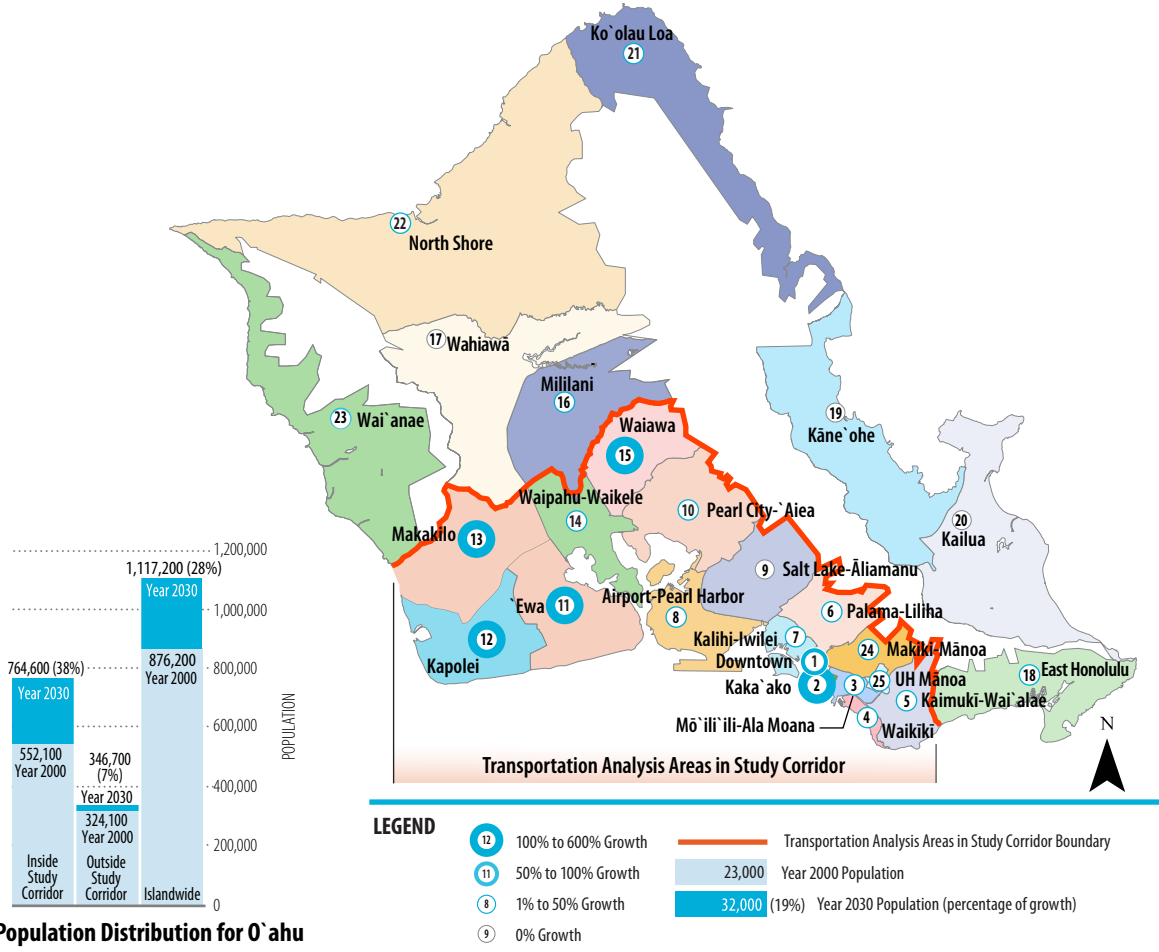 Ko`olau Loa
21
22
North Shore
17
Wahiawā
Mililani
16
23
Wai`anae
Waiawa
15
19
Kāne`ohe
Waipahu-Waikele
14
10
Pearl City-`Aiea
20
Kailua
Makakilo
13
9
Salt Lake-Āliamanu
`Ewa
11
Airport-Pearl Harbor
8
6
Palama-Liliha
12
Kapolei
Kalihi-Iwilei
7
24
Makiki-Mānoa
Downtown
1
18
East Honolulu
Kaka`ako
2
3
25
UH Mānoa
5
Kaimukī-Wai`alae
Mō`ili`ili-Ala Moana
4
Waikīkī
N
Transportation Analysis Areas in Study Corridor
1,200,000
1,000,000
800,000
600,000
400,000
200,000
0
POPULATION
764,600 (38%)
Year 2030
552,100
Year 2000
Inside
Study
Corridor
346,700
(7%)
Year 2030
324,100
Year 2000
Outside
Study
Corridor
1,117,200 (28%)
Year 2030
876,200
Year 2000
Islandwide
Population Distribution for O`ahu
LEGEND
12 100% to 600% Growth
11 50% to 100% Growth
8 1% to 50% Growth
9 0% Growth
Transportation Analysis Areas in Study Corridor Boundary
23,000 Year 2000 Population
32,000 (19%) Year 2030 Population (percentage of growth)